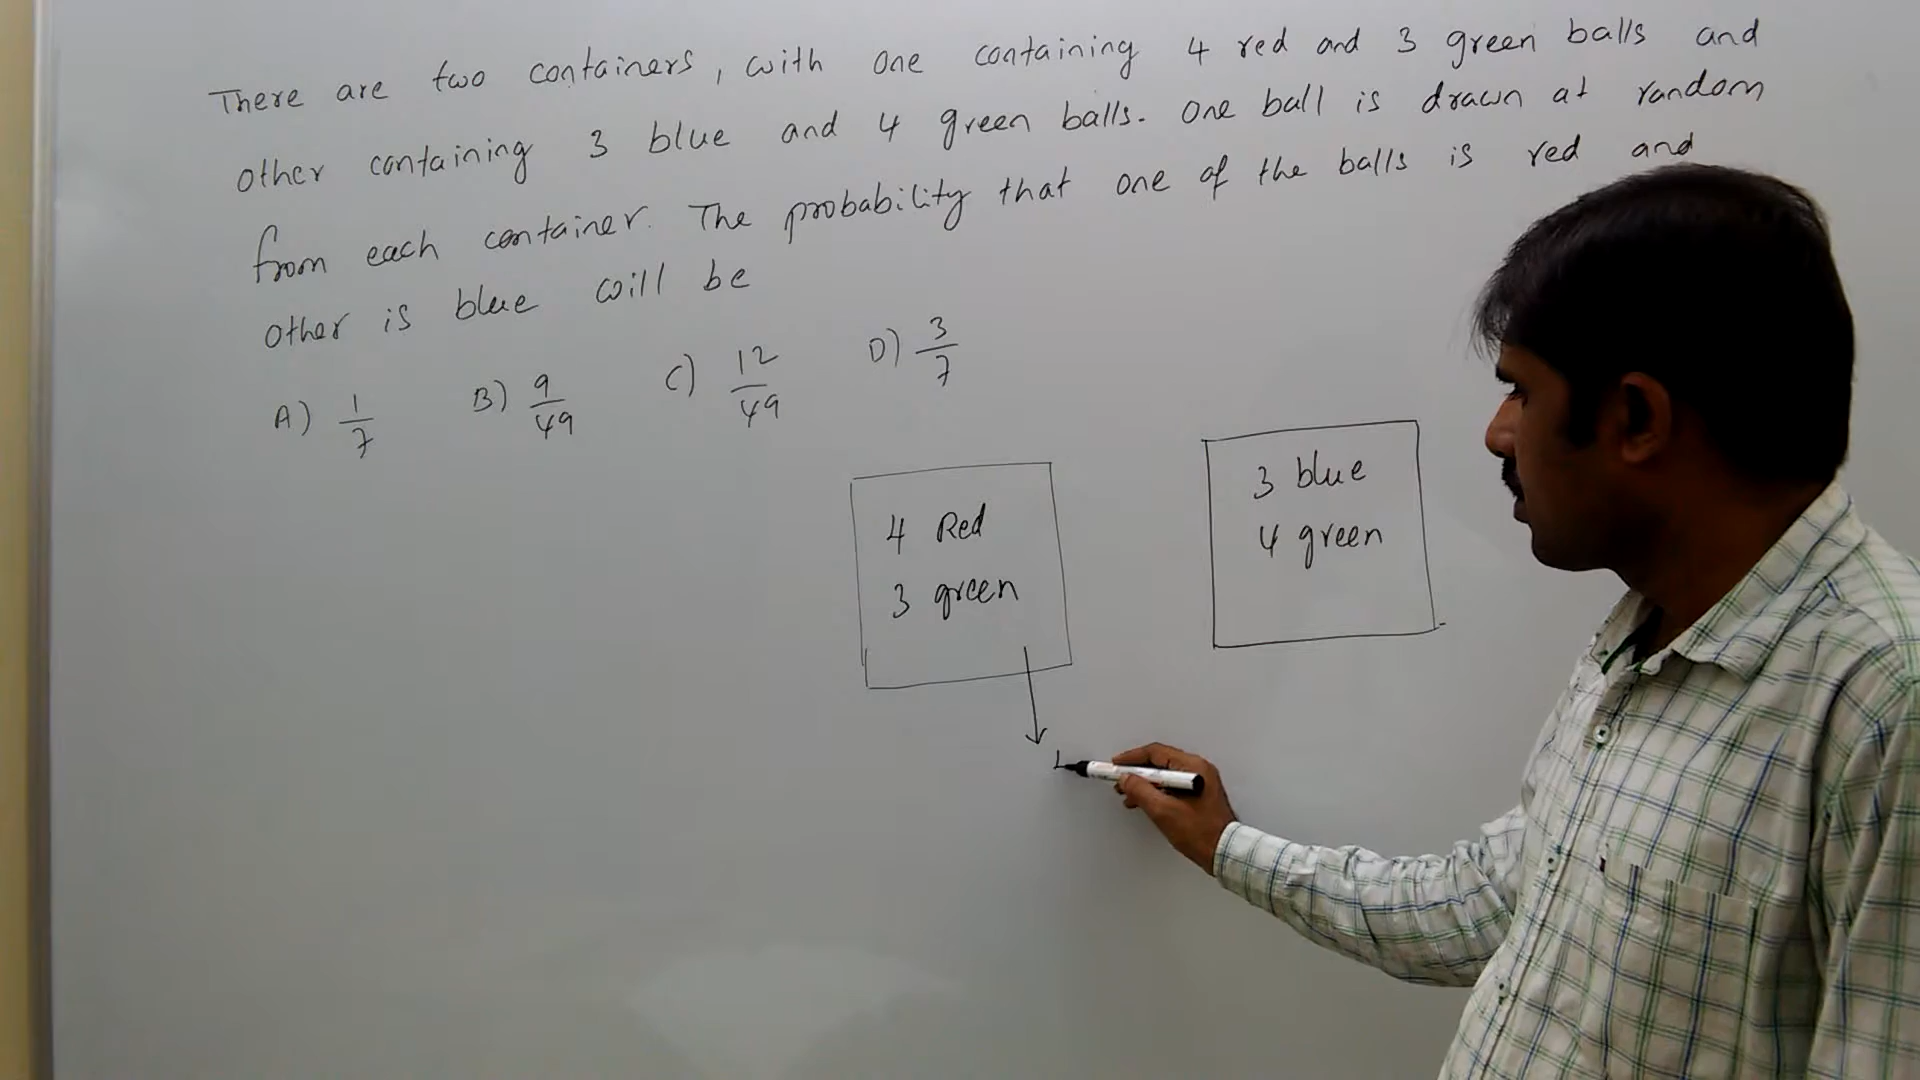 There are two containers, with one containing 4 red and 3 green balls and
other containing 3 blue and 4 green balls. One ball is drawn at random
from each container. The probability that one of the balls is red and
other is blue will be
A) 1/7 B) 9/49 C) 12/49 D) 3/7
4 Red
3 green
3 blue
4 green